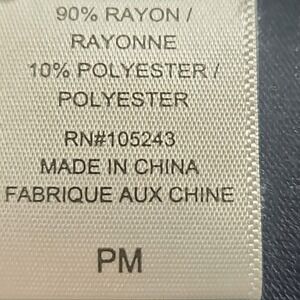 90% RAYON /
RAYONNE
10% POLYESTER /
POLYESTER
RN#105243
MADE IN CHINA
FABRIQUE AUX CHINE
PM